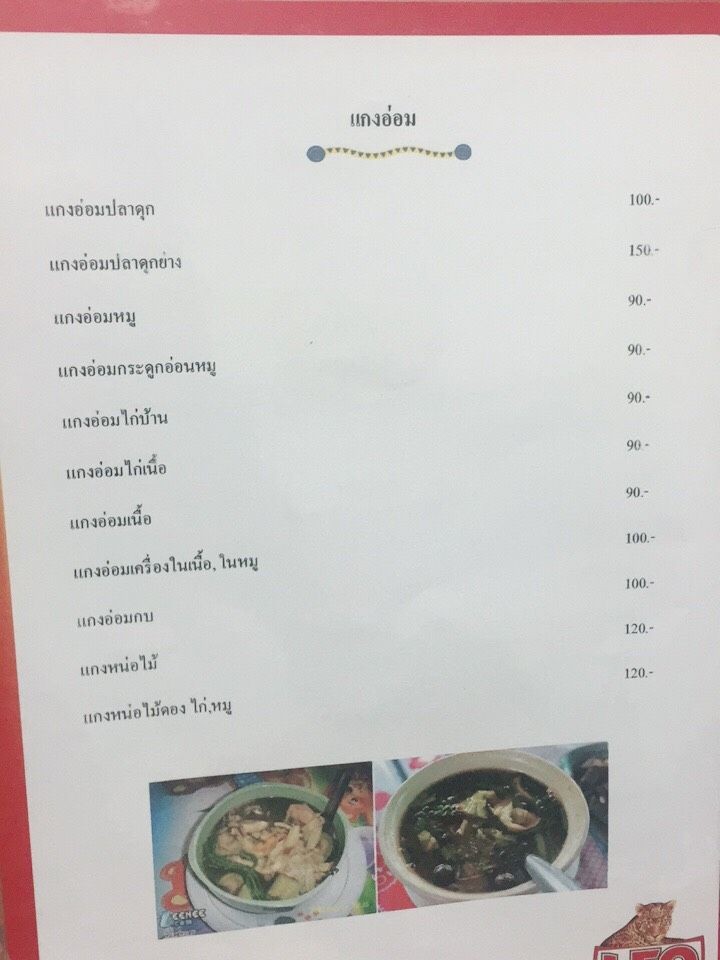 แกงอ่อม
แกงอ่อมปลาดุก 100.-
แกงอ่อมปลาดุกย่าง 150.-
แกงอ่อมหมู 90.-
แกงอ่อมกระดูกอ่อนหมู 90.-
แกงอ่อมไก่บ้าน 90.-
แกงอ่อมไก่เนื้อ 90.-
แกงอ่อมเนื้อ 90.-
แกงอ่อมเครื่องในเนื้อ, ในหมู 100.-
แกงอ่อมกบ 100.-
แกงหน่อไม้ 120.-
แกงหน่อไม้ดอง ไก่,หมู 120.-
LEO